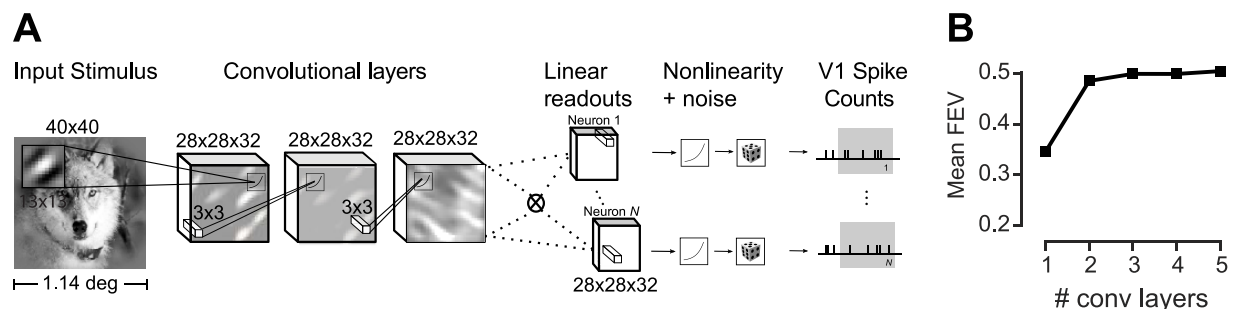 A
Input Stimulus
Convolutional layers
Linear
readouts
Nonlinearity
+ noise
V1 Spike
Counts
40x40
13x13
28x28x32
28x28x32
28x28x32
3x3
3x3
Neuron 1
Neuron N
28x28x32
1
N
1.14 deg
B
Mean FEV
0.5
0.4
0.3
0.2
1 2 3 4 5
# conv layers